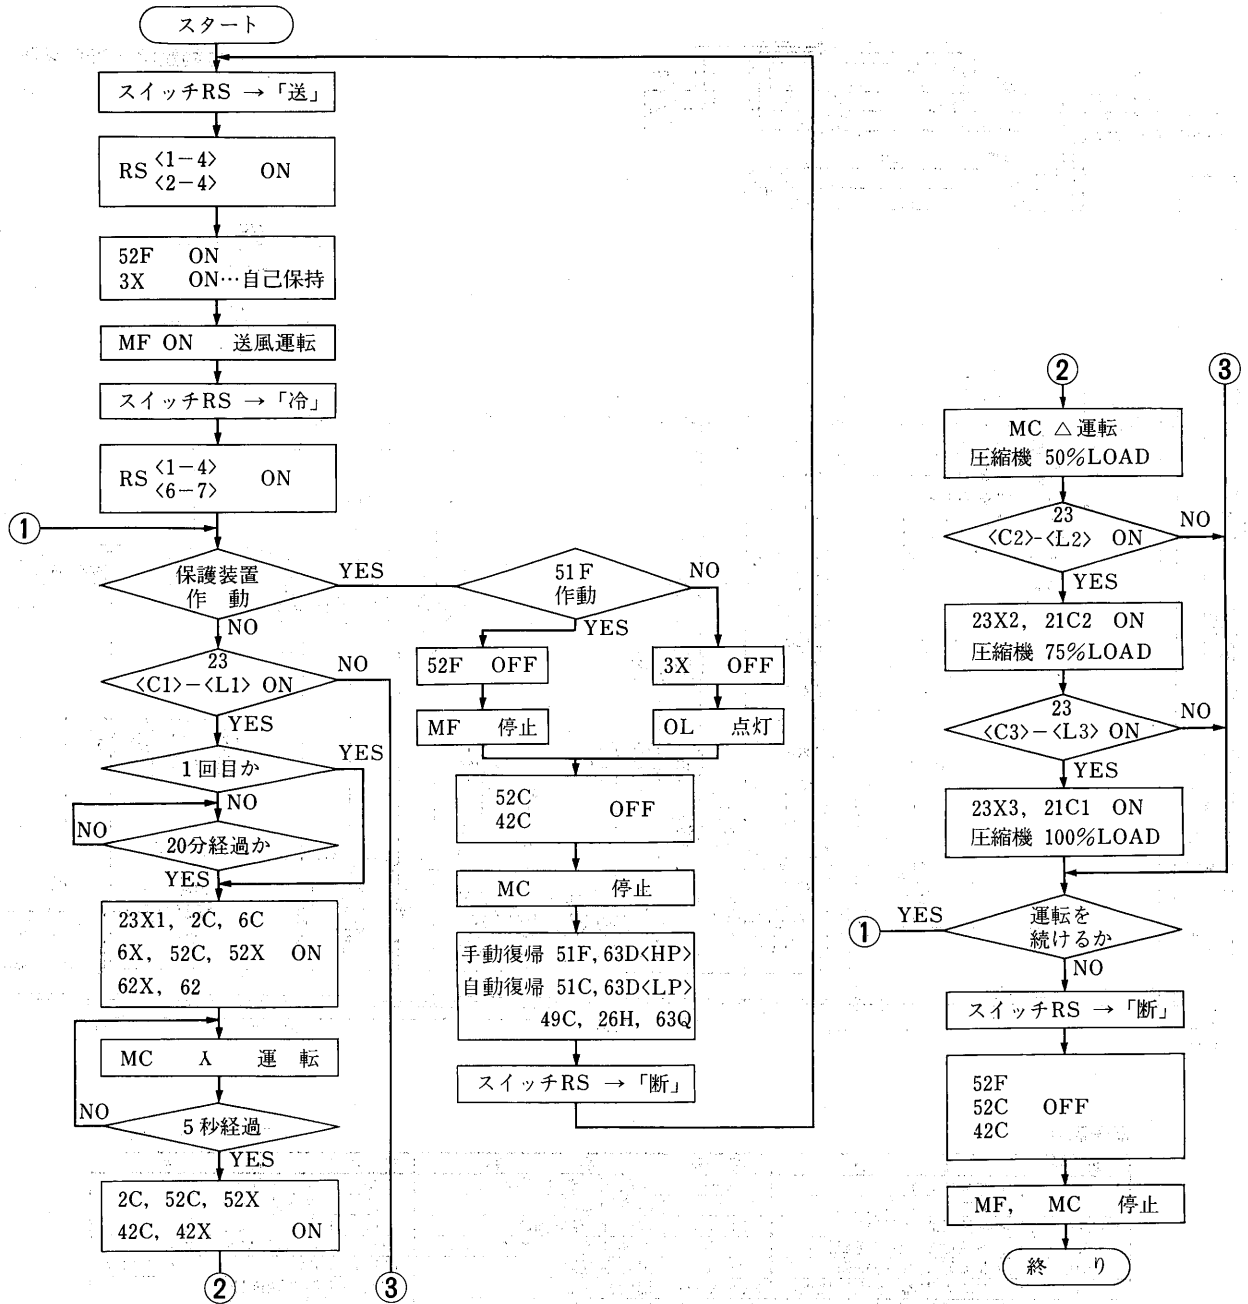 スタート
スイッチRS → 「送」
RS 〈1−4〉 ON
〈2−4〉
52F ON
3X ON…自己保持
MF ON 送風運転
スイッチRS → 「冷」
RS 〈1−4〉 ON
〈6−7〉
①
保護装置
作 動
YES
NO
51F
作動
NO
YES
23
〈C1〉−〈L1〉 ON
NO
YES
52F OFF
MF 停止
3X OFF
OL 点灯
1回目か
YES
NO
20分経過か
NO
YES
52C
42C
OFF
MC 停止
23X1, 2C, 6C
6X, 52C, 52X ON
62X, 62
手動復帰 51F, 63D<HP>
自動復帰 51C, 63D<LP>
49C, 26H, 63Q
スイッチRS → 「断」
MC 人 運 転
5秒経過
NO
YES
2C, 52C, 52X
42C, 42X ON
②
③
②
③
MC △ 運転
圧縮機 50%LOAD
23
〈C2〉-〈L2〉 ON
NO
YES
23X2, 21C2 ON
圧縮機 75%LOAD
23
〈C3〉−〈L3〉 ON
NO
YES
23X3, 21C1 ON
圧縮機 100%LOAD
運転を
続けるか
YES
①
NO
スイッチRS → 「断」
52F
52C OFF
42C
MF, MC 停止
終 り